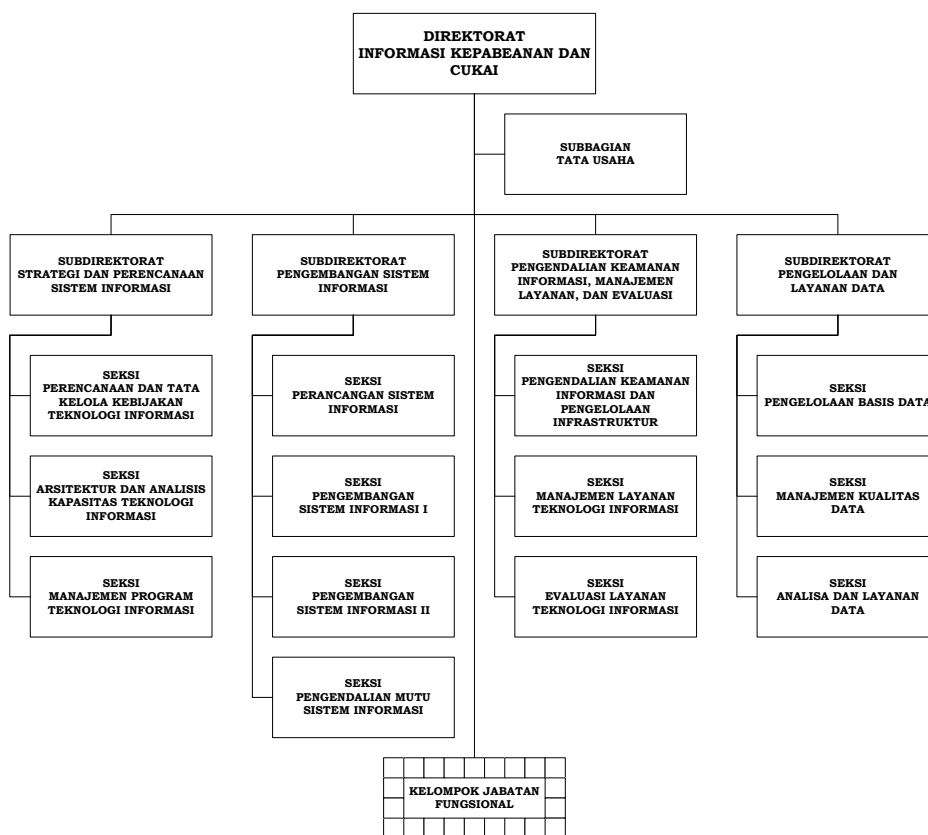 DIREKTORAT
INFORMASI KEPABEANAN DAN
CUKAI
SUBBAGIAN
TATA USAHA
SUBDIREKTORAT
STRATEGI DAN PERENCANAAN
SISTEM INFORMASI
SUBDIREKTORAT
PENGEMBANGAN SISTEM
INFORMASI
SUBDIREKTORAT
PENGENDALIAN KEAMANAN
INFORMASI, MANAJEMEN
LAYANAN, DAN EVALUASI
SUBDIREKTORAT
PENGELOLAAN DAN
LAYANAN DATA
SEKSI
PERENCANAAN DAN TATA
KELOLA KEBIJAKAN
TEKNOLOGI INFORMASI
SEKSI
PERANCANGAN SISTEM
INFORMASI
SEKSI
PENGENDALIAN KEAMANAN
INFORMASI DAN
PENGELOLAAN
INFRASTRUKTUR
SEKSI
PENGELOLAAN BASIS DATA
SEKSI
ARSITEKTUR DAN ANALISIS
KAPASITAS TEKNOLOGI
INFORMASI
SEKSI
PENGEMBANGAN
SISTEM INFORMASI I
SEKSI
MANAJEMEN LAYANAN
TEKNOLOGI INFORMASI
SEKSI
MANAJEMEN KUALITAS
DATA
SEKSI
MANAJEMEN PROGRAM
TEKNOLOGI INFORMASI
SEKSI
PENGEMBANGAN
SISTEM INFORMASI II
SEKSI
EVALUASI LAYANAN
TEKNOLOGI INFORMASI
SEKSI
ANALISA DAN LAYANAN
DATA
SEKSI
PENGENDALIAN MUTU
SISTEM INFORMASI
KELOMPOK JABATAN
FUNGSIONAL